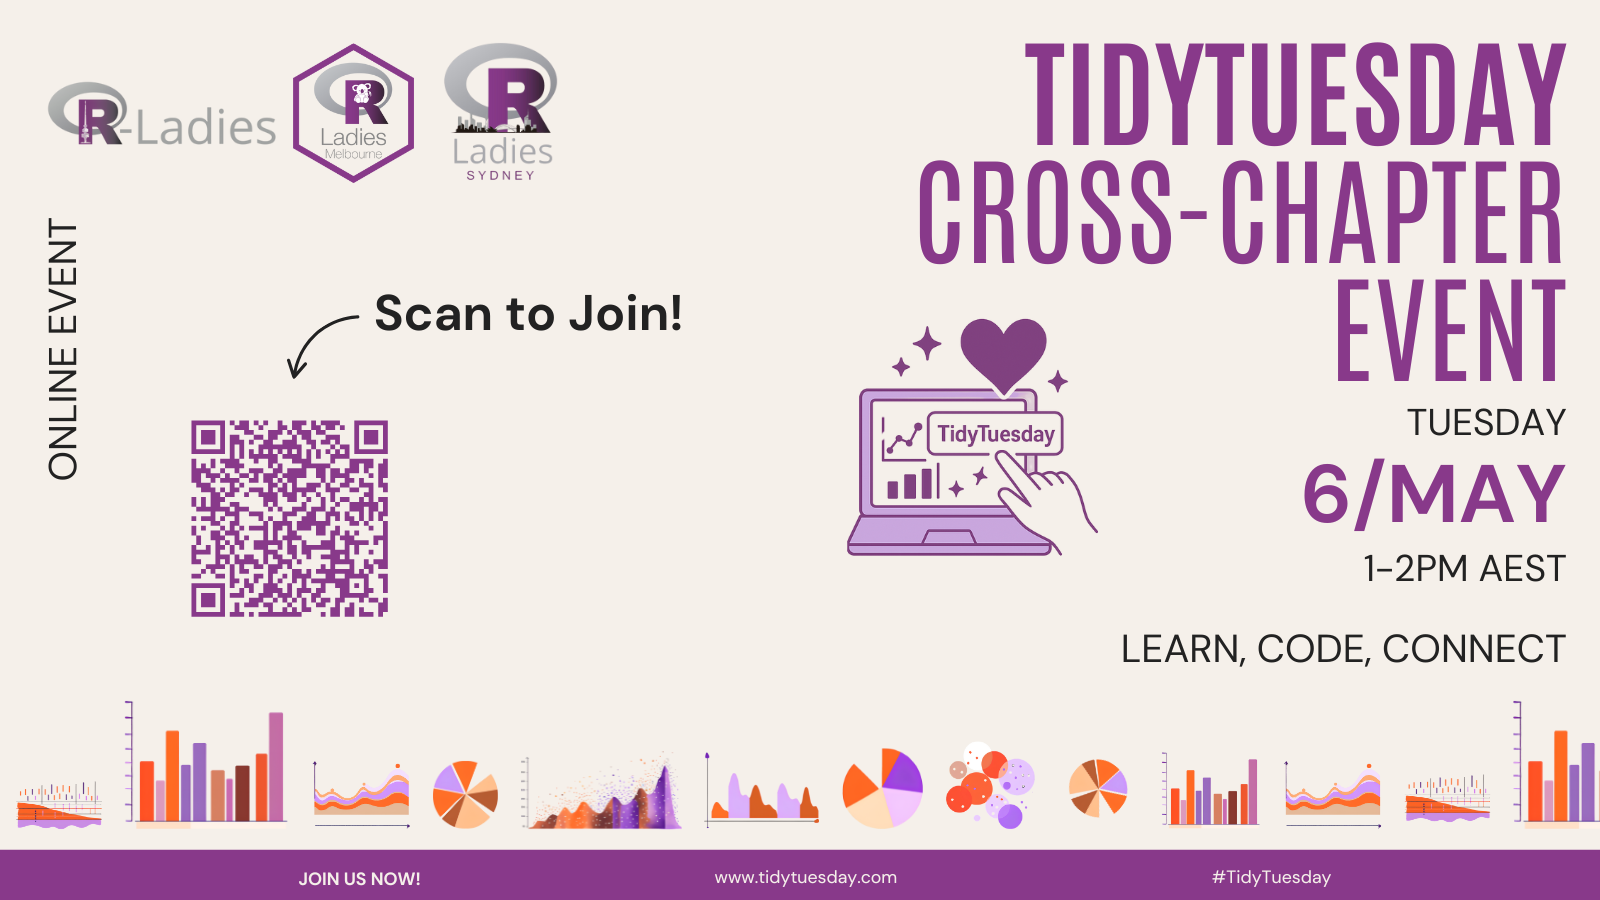 R-Ladies
R
Ladies
Melbourne
R
Ladies
SYDNEY
TIDYTUESDAY
CROSS-CHAPTER
EVENT
ONLINE EVENT
Scan to Join!
TidyTuesday
TUESDAY
6/MAY
1-2PM AEST
LEARN, CODE, CONNECT
JOIN US NOW!
www.tidytuesday.com
#TidyTuesday